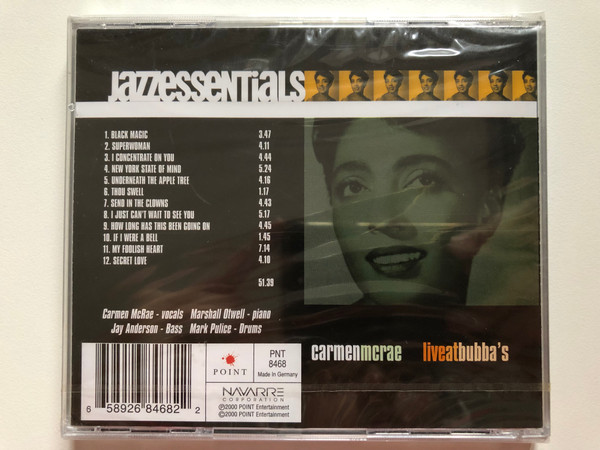 JAZZESSENTIALS
1. BLACK MAGIC 3.47
2. SUPERWOMAN 4.11
3. I CONCENTRATE ON YOU 4.44
4. NEW YORK STATE OF MIND 5.24
5. UNDERNEATH THE APPLE TREE 4.16
6. THOU SWELL 1.17
7. SEND IN THE CLOWNS 4.43
8. I JUST CAN'T WAIT TO SEE YOU 5.17
9. HOW LONG HAS THIS BEEN GOING ON 4.45
10. IF I WERE A BELL 1.45
11. MY FOOLISH HEART 7.14
12. SECRET LOVE 4.18
51.39
Carmen McRae - vocals Marshall Otwell - piano
Jay Anderson - Bass Mark Pulice - Drums
carmenmcrae liveatbubba's
6 58926 84682 2
POINT
PNT
8468
Made in Germany
NAVARRE
CORPORATION
℗2000 POINT Entertainment
©2000 POINT Entertainment